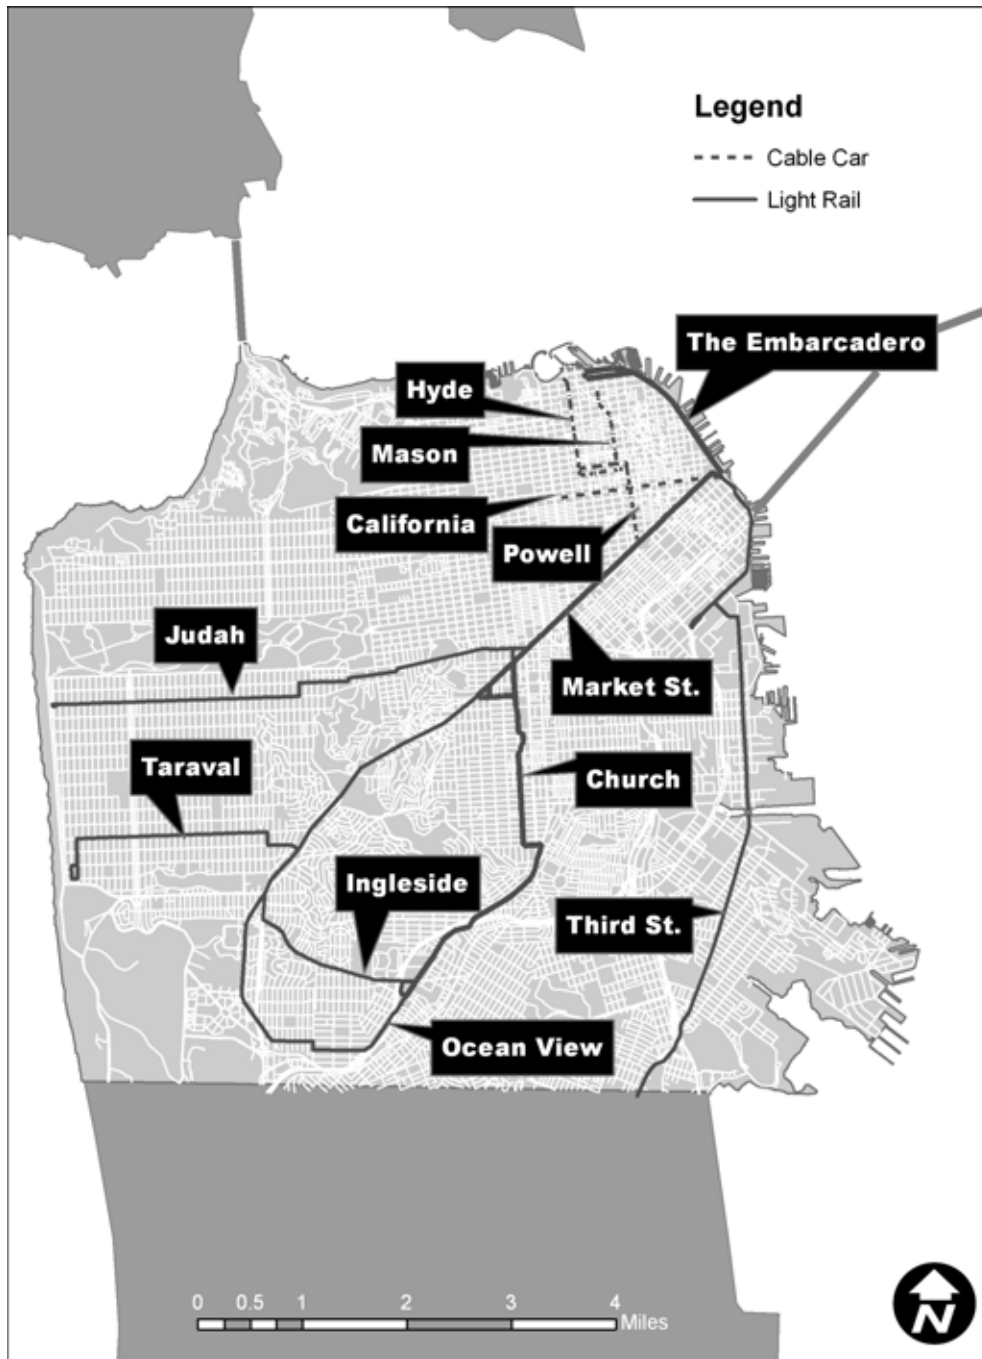 Legend
Cable Car
Light Rail
The Embarcadero
Hyde
Mason
California
Powell
Judah
Market St.
Taraval
Church
Ingleside
Third St.
Ocean View
0 0.5 1 2 3 4
Miles
N